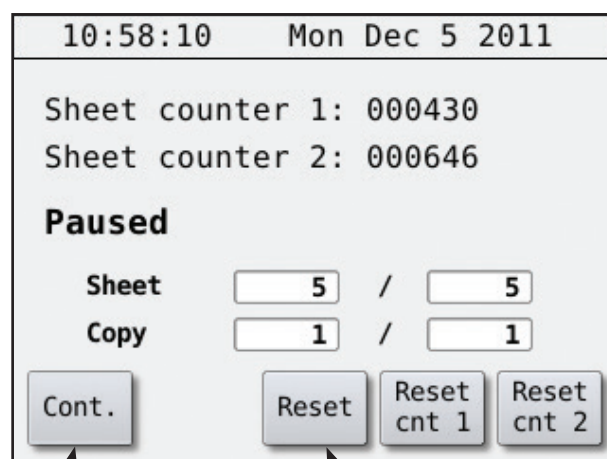 10:58:10 Mon Dec 5 2011
Sheet counter 1: 000430
Sheet counter 2: 000646
Paused
Sheet 5 / 5
Copy 1 / 1
Cont. Reset Reset cnt 1 Reset cnt 2